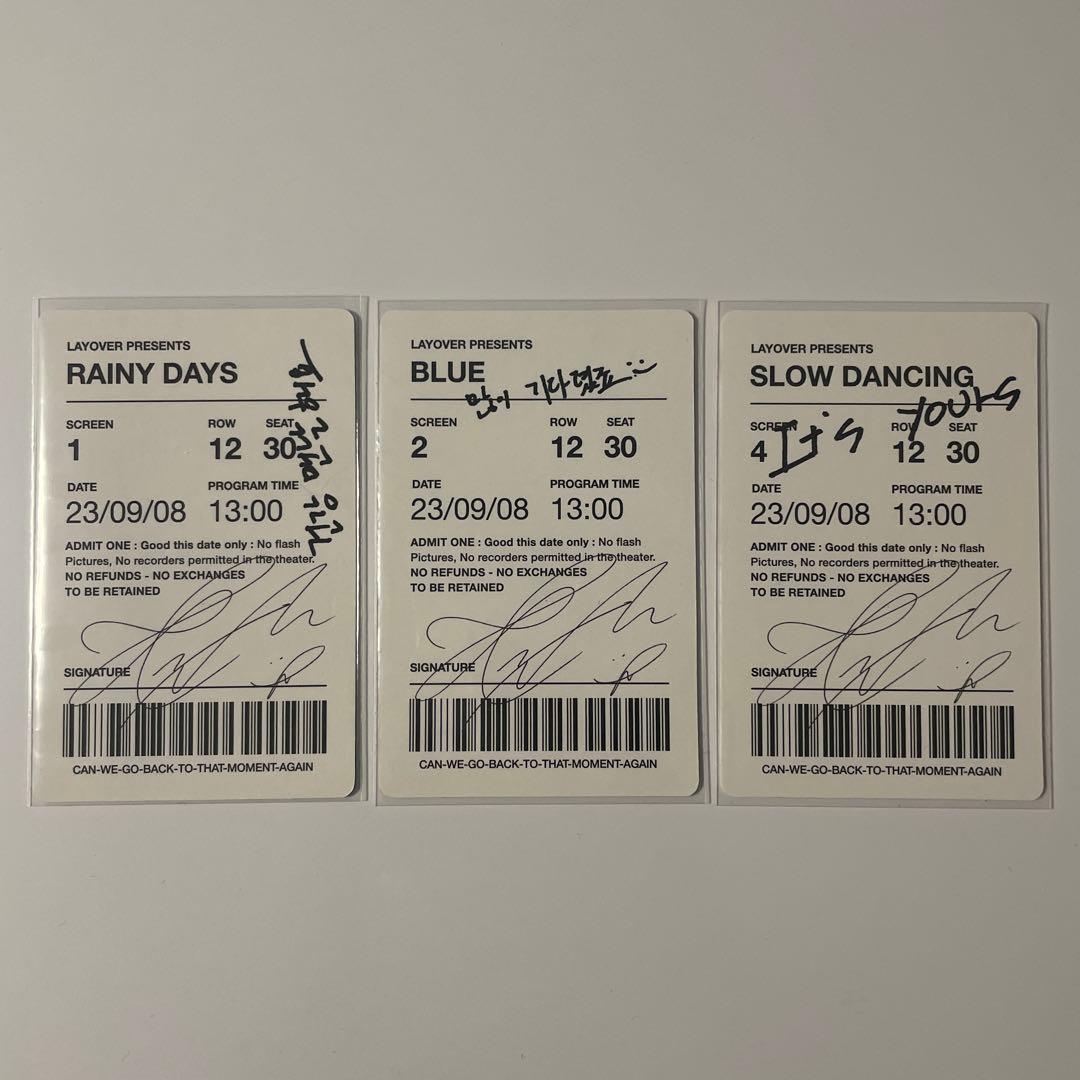 LAYOVER PRESENTS
RAINY DAYS
SCREEN ROW SEAT
1 12 30
DATE PROGRAM TIME
23/09/08 13:00
ADMIT ONE : Good this date only : No flash
Pictures, No recorders permitted in the theater.
NO REFUNDS - NO EXCHANGES
TO BE RETAINED
SIGNATURE
CAN-WE-GO-BACK-TO-THAT-MOMENT-AGAIN
LAYOVER PRESENTS
BLUE
많이 기다렸죠
SCREEN ROW SEAT
2 12 30
DATE PROGRAM TIME
23/09/08 13:00
ADMIT ONE : Good this date only : No flash
Pictures, No recorders permitted in the theater.
NO REFUNDS - NO EXCHANGES
TO BE RETAINED
SIGNATURE
CAN-WE-GO-BACK-TO-THAT-MOMENT-AGAIN
LAYOVER PRESENTS
SLOW DANCING
It's YOURS
SCREEN ROW SEAT
4 12 30
DATE PROGRAM TIME
23/09/08 13:00
ADMIT ONE : Good this date only : No flash
Pictures, No recorders permitted in the theater.
NO REFUNDS - NO EXCHANGES
TO BE RETAINED
SIGNATURE
CAN-WE-GO-BACK-TO-THAT-MOMENT-AGAIN